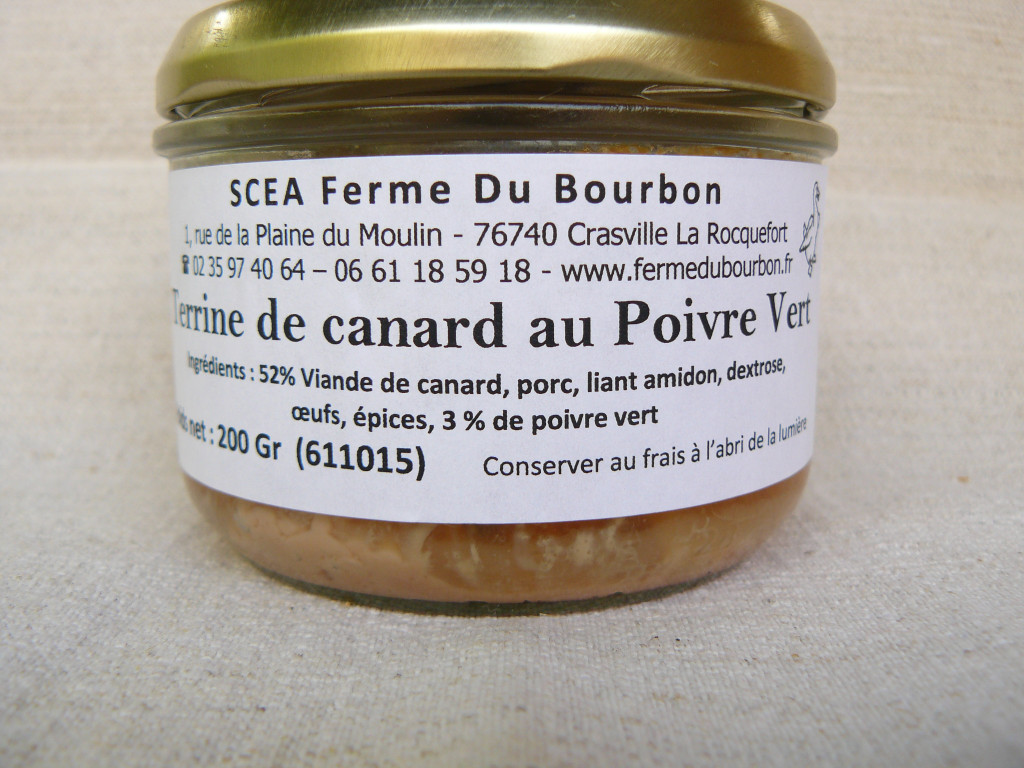 SCEA Ferme Du Bourbon
1, rue de la Plaine du Moulin - 76740 Crasville La Rocquefort
☎ 02 35 97 40 64 – 06 61 18 59 18 - www.fermedubourbon.fr
Terrine de canard au Poivre Vert
Ingrédients : 52% Viande de canard, porc, liant amidon, dextrose,
œufs, épices, 3 % de poivre vert
net : 200 Gr (611015) Conserver au frais à l'abri de la lumière